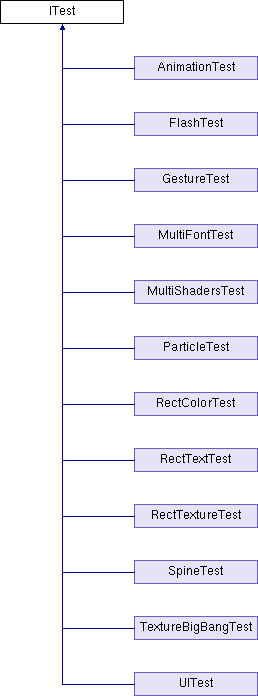 ITest
AnimationTest
FlashTest
GestureTest
MultiFontTest
MultiShadersTest
ParticleTest
RectColorTest
RectTextTest
RectTextureTest
SpineTest
TextureBigBangTest
UITest